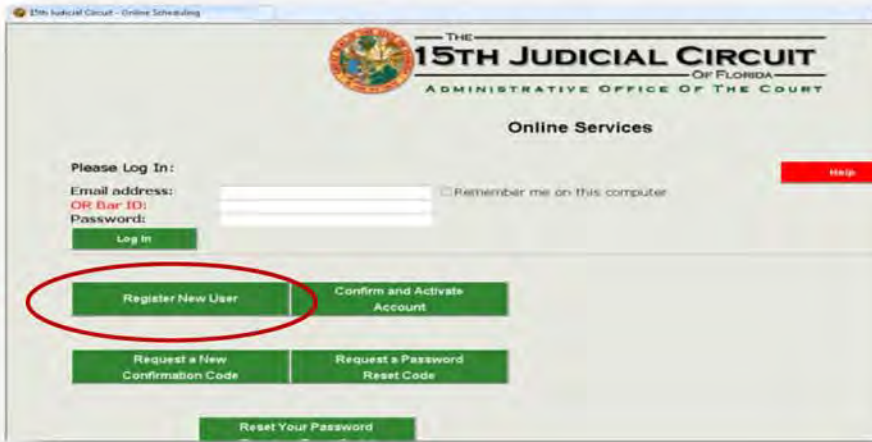 15th Judicial Circuit - Online Scheduling
THE
15TH JUDICIAL CIRCUIT
OF FLORIDA
ADMINISTRATIVE OFFICE OF THE COURT
Online Services
Please Log In:
Help
Email address:
Remember me on this computer
OR Bar ID:
Password:
Log In
Register New User
Confirm and Activate
Account
Request a New
Confirmation Code
Request a Password
Reset Code
Reset Your Password